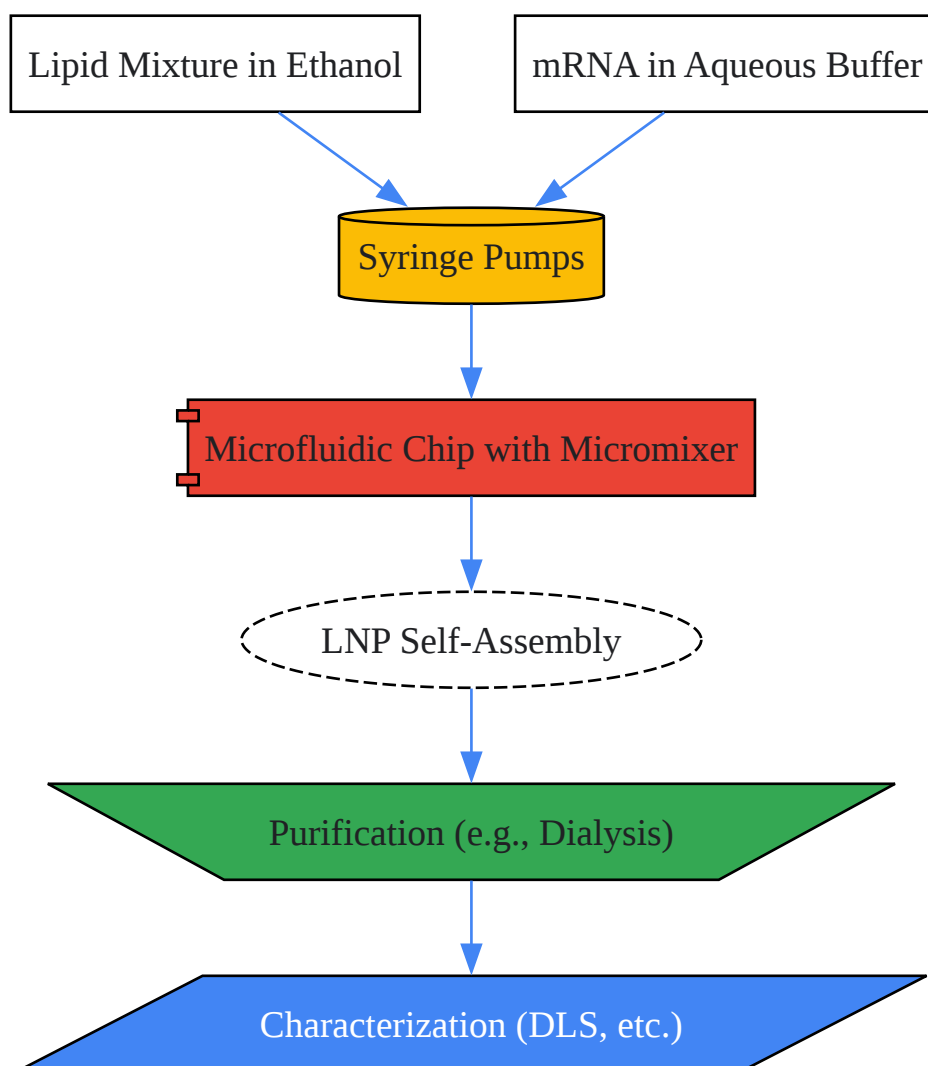 Lipid Mixture in Ethanol
mRNA in Aqueous Buffer
Syringe Pumps
Microfluidic Chip with Micromixer
LNP Self-Assembly
Purification (e.g., Dialysis)
Characterization (DLS, etc.)